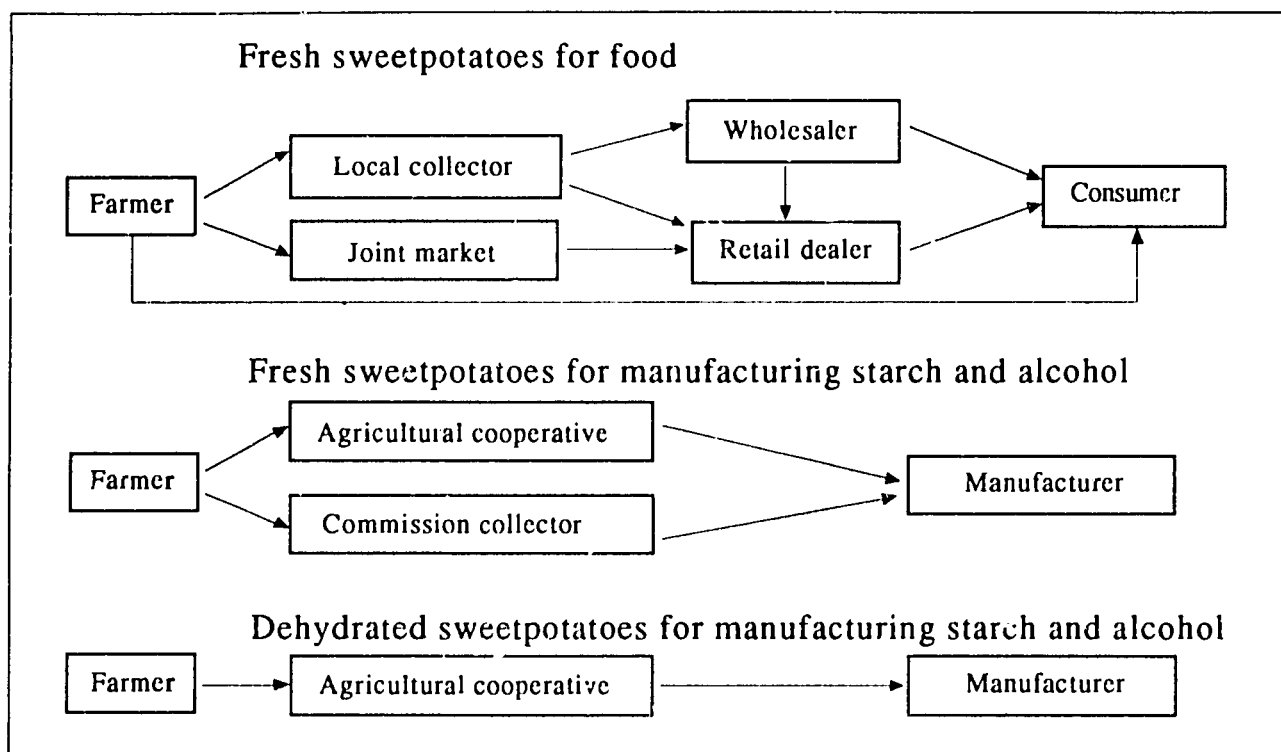 Fresh sweetpotatoes for food
Wholesaler
Local collector
Farmer
Consumer
Joint market
Retail dealer
Fresh sweetpotatoes for manufacturing starch and alcohol
Agricultural cooperative
Farmer
Manufacturer
Commission collector
Dehydrated sweetpotatoes for manufacturing starch and alcohol
Farmer
Agricultural cooperative
Manufacturer